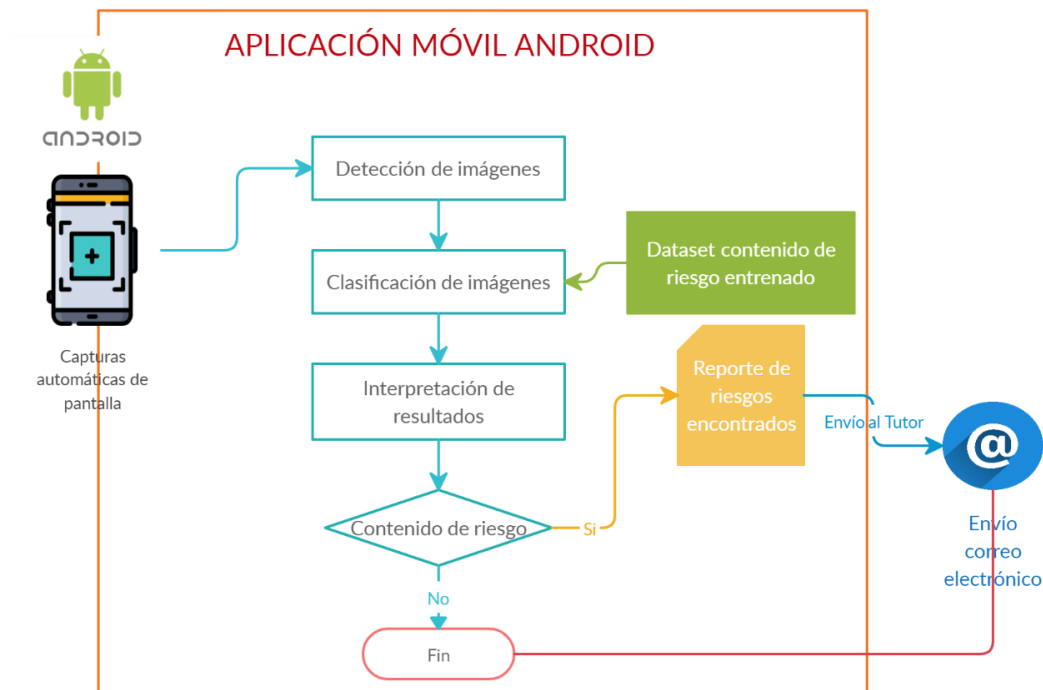 APLICACIÓN MÓVIL ANDROID
ANDROID
Detección de imágenes
Clasificación de imágenes
Dataset contenido de
riesgo entrenado
Capturas
automáticas de
pantalla
Interpretación de
resultados
Reporte de
riesgos
encontrados
Envío al Tutor
@
Envío
correo
electrónico
Contenido de riesgo
Si
No
Fin